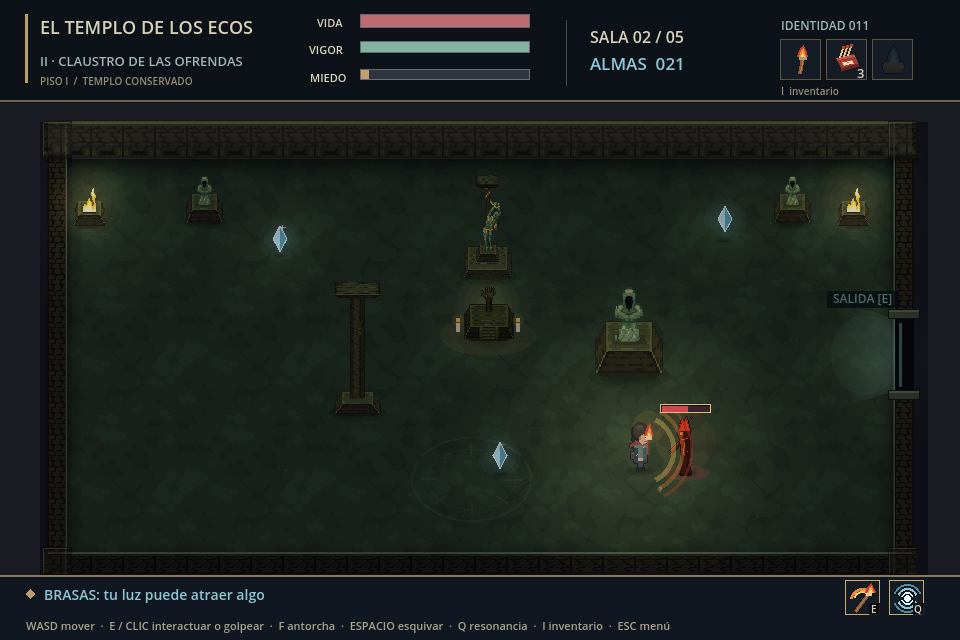 EL TEMPLO DE LOS ECOS
II · CLAUSTRO DE LAS OFRENDAS
PISO I / TEMPLO CONSERVADO
VIDA
VIGOR
MIEDO
SALA 02 / 05
ALMAS 021
IDENTIDAD 011
3
I inventario
SALIDA [E]
BRASAS: tu luz puede atraer algo
E
Q
WASD mover · E / CLIC interactuar o golpear · F antorcha · ESPACIO esquivar · Q resonancia · I inventario · ESC menú